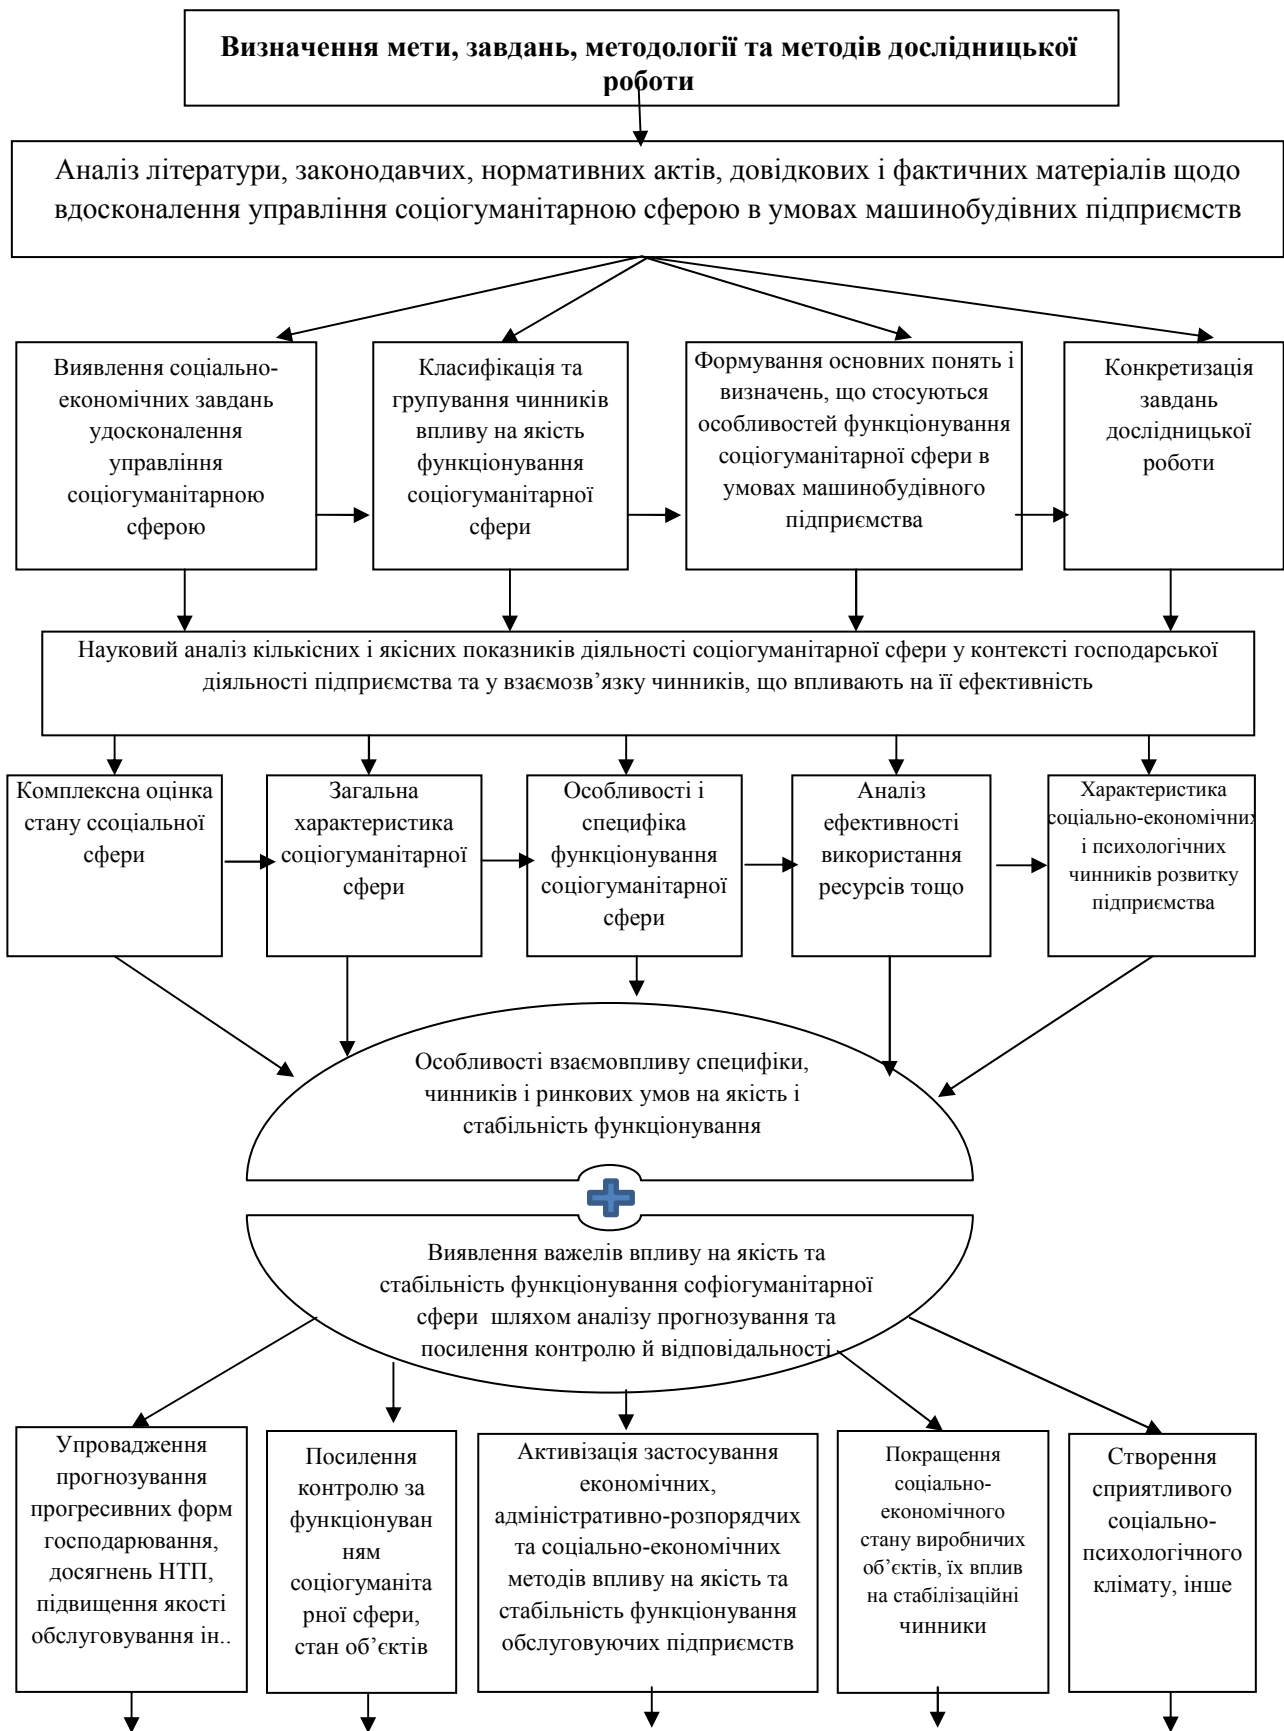 Визначення мети, завдань, методології та методів дослідницької
роботи
Аналіз літератури, законодавчих, нормативних актів, довідкових і фактичних матеріалів щодо
вдосконалення управління соціогуманітарною сферою в умовах машинобудівних підприємств
Виявлення соціально-
економічних завдань
удосконалення
управління
соціогуманітарною
сферою
Класифікація та
групування чинників
впливу на якість
функціонування
соціогуманітарної
сфери
Формування основних понять і
визначень, що стосуються
особливостей функціонування
соціогуманітарної сфери в
умовах машинобудівного
підприємства
Конкретизація
завдань
дослідницької
роботи
Науковий аналіз кількісних і якісних показників діяльності соціогуманітарної сфери у контексті господарської
діяльності підприємства та у взаємозв’язку чинників, що впливають на її ефективність
Комплексна оцінка
стану ссоціальної
сфери
Загальна
характеристика
соціогуманітарної
сфери
Особливості і
специфіка
функціонування
соціогуманітарної
сфери
Аналіз
ефективності
використання
ресурсів тощо
Характеристика
соціально-економічних
і психологічних
чинників розвитку
підприємства
Особливості взаємовпливу специфіки,
чинників і ринкових умов на якість і
стабільність функціонування
Виявлення важелів впливу на якість та
стабільність функціонування софіогуманітарної
сфери шляхом аналізу прогнозування та
посилення контролю й відповідальності
Упровадження
прогнозування
прогресивних форм
господарювання,
досягнень НТП,
підвищення якості
обслуговування ін..
Посилення
контролю за
функціонуван
ням
соціогуманіта
рної сфери,
стан об’єктів
Активізація застосування
економічних,
адміністративно-розпорядчих
та соціально-економічних
методів впливу на якість та
стабільність функціонування
обслуговуючих підприємств
Покращення
соціально-
економічного
стану виробничих
об’єктів, їх вплив
на стабілізаційні
чинники
Створення
сприятливого
соціально-
психологічного
клімату, інше